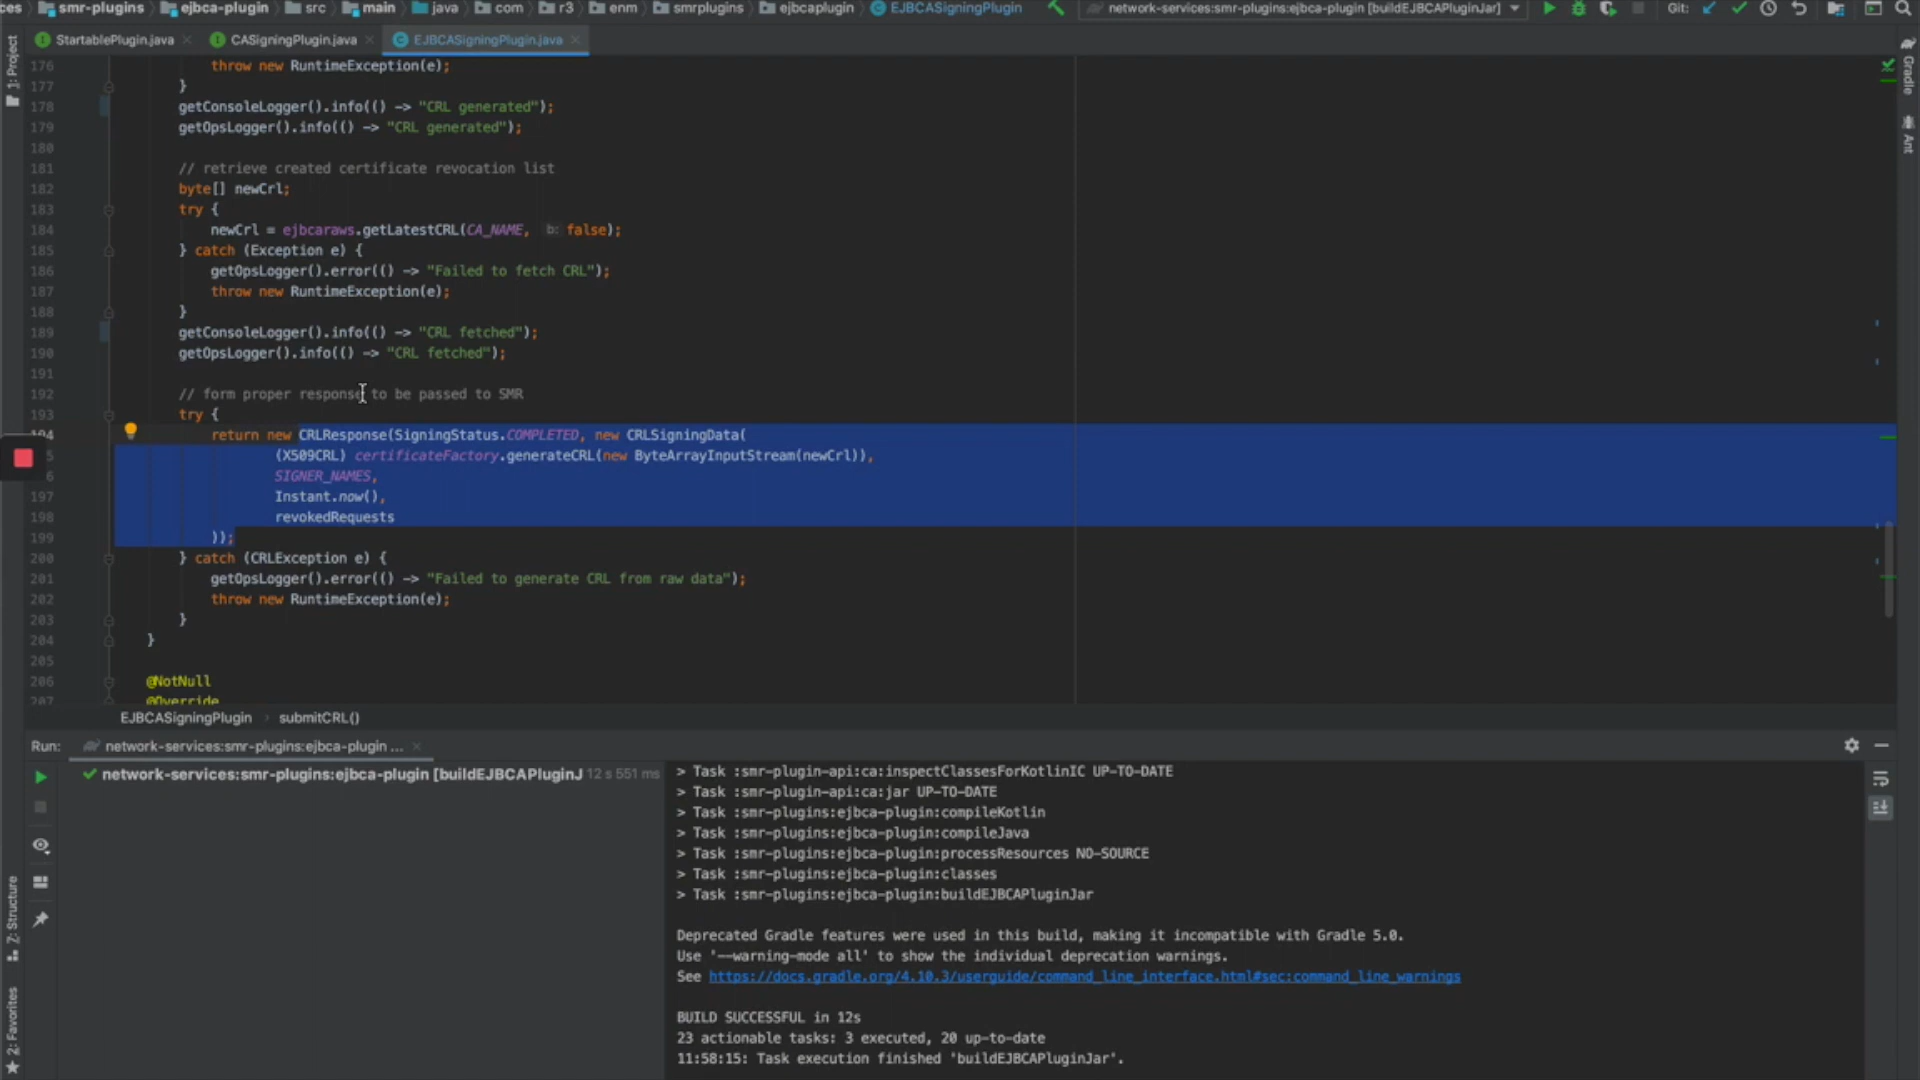 ces smr-plugins ejbca-plugin src main java com r3 enm smrplugins ejbcaplugin EJBCASigningPlugin network-services:smr-plugins:ejbca-plugin [buildEJBCAPluginJar] Git:
StartablePlugin.java CASigningPlugin.java EJBCASigningPlugin.java
1: Project
Gradle
Ant
176 throw new RuntimeException(e);
177 }
178 getConsoleLogger().info(() -> "CRL generated");
179 getOpsLogger().info(() -> "CRL generated");
180
181 // retrieve created certificate revocation list
182 byte[] newCrl;
183 try {
184 newCrl = ejbcaraws.getLatestCRL(CA_NAME, b: false);
185 } catch (Exception e) {
186 getOpsLogger().error(() -> "Failed to fetch CRL");
187 throw new RuntimeException(e);
188 }
189 getConsoleLogger().info(() -> "CRL fetched");
190 getOpsLogger().info(() -> "CRL fetched");
191
192 // form proper response to be passed to SMR
193 try {
194 return new CRLResponse(SigningStatus.COMPLETED, new CRLSigningData(
5 (X509CRL) certificateFactory.generateCRL(new ByteArrayInputStream(newCrl)),
6 SIGNER_NAMES,
197 Instant.now(),
198 revokedRequests
199 ));
200 } catch (CRLException e) {
201 getOpsLogger().error(() -> "Failed to generate CRL from raw data");
202 throw new RuntimeException(e);
203 }
204 }
205
206 @NotNull
207 @Override
EJBCASigningPlugin submitCRL()
Run: network-services:smr-plugins:ejbca-plugin ...
network-services:smr-plugins:ejbca-plugin [buildEJBCAPluginJ 12 s 551 ms
> Task :smr-plugin-api:ca:inspectClassesForKotlinIC UP-TO-DATE
> Task :smr-plugin-api:ca:jar UP-TO-DATE
> Task :smr-plugins:ejbca-plugin:compileKotlin
> Task :smr-plugins:ejbca-plugin:compileJava
> Task :smr-plugins:ejbca-plugin:processResources NO-SOURCE
> Task :smr-plugins:ejbca-plugin:classes
> Task :smr-plugins:ejbca-plugin:buildEJBCAPluginJar
Deprecated Gradle features were used in this build, making it incompatible with Gradle 5.0.
Use '--warning-mode all' to show the individual deprecation warnings.
See https://docs.gradle.org/4.10.3/userguide/command_line_interface.html#sec:command_line_warnings
BUILD SUCCESSFUL in 12s
23 actionable tasks: 3 executed, 20 up-to-date
11:58:15: Task execution finished 'buildEJBCAPluginJar'.
Z: Structure
2: Favorites